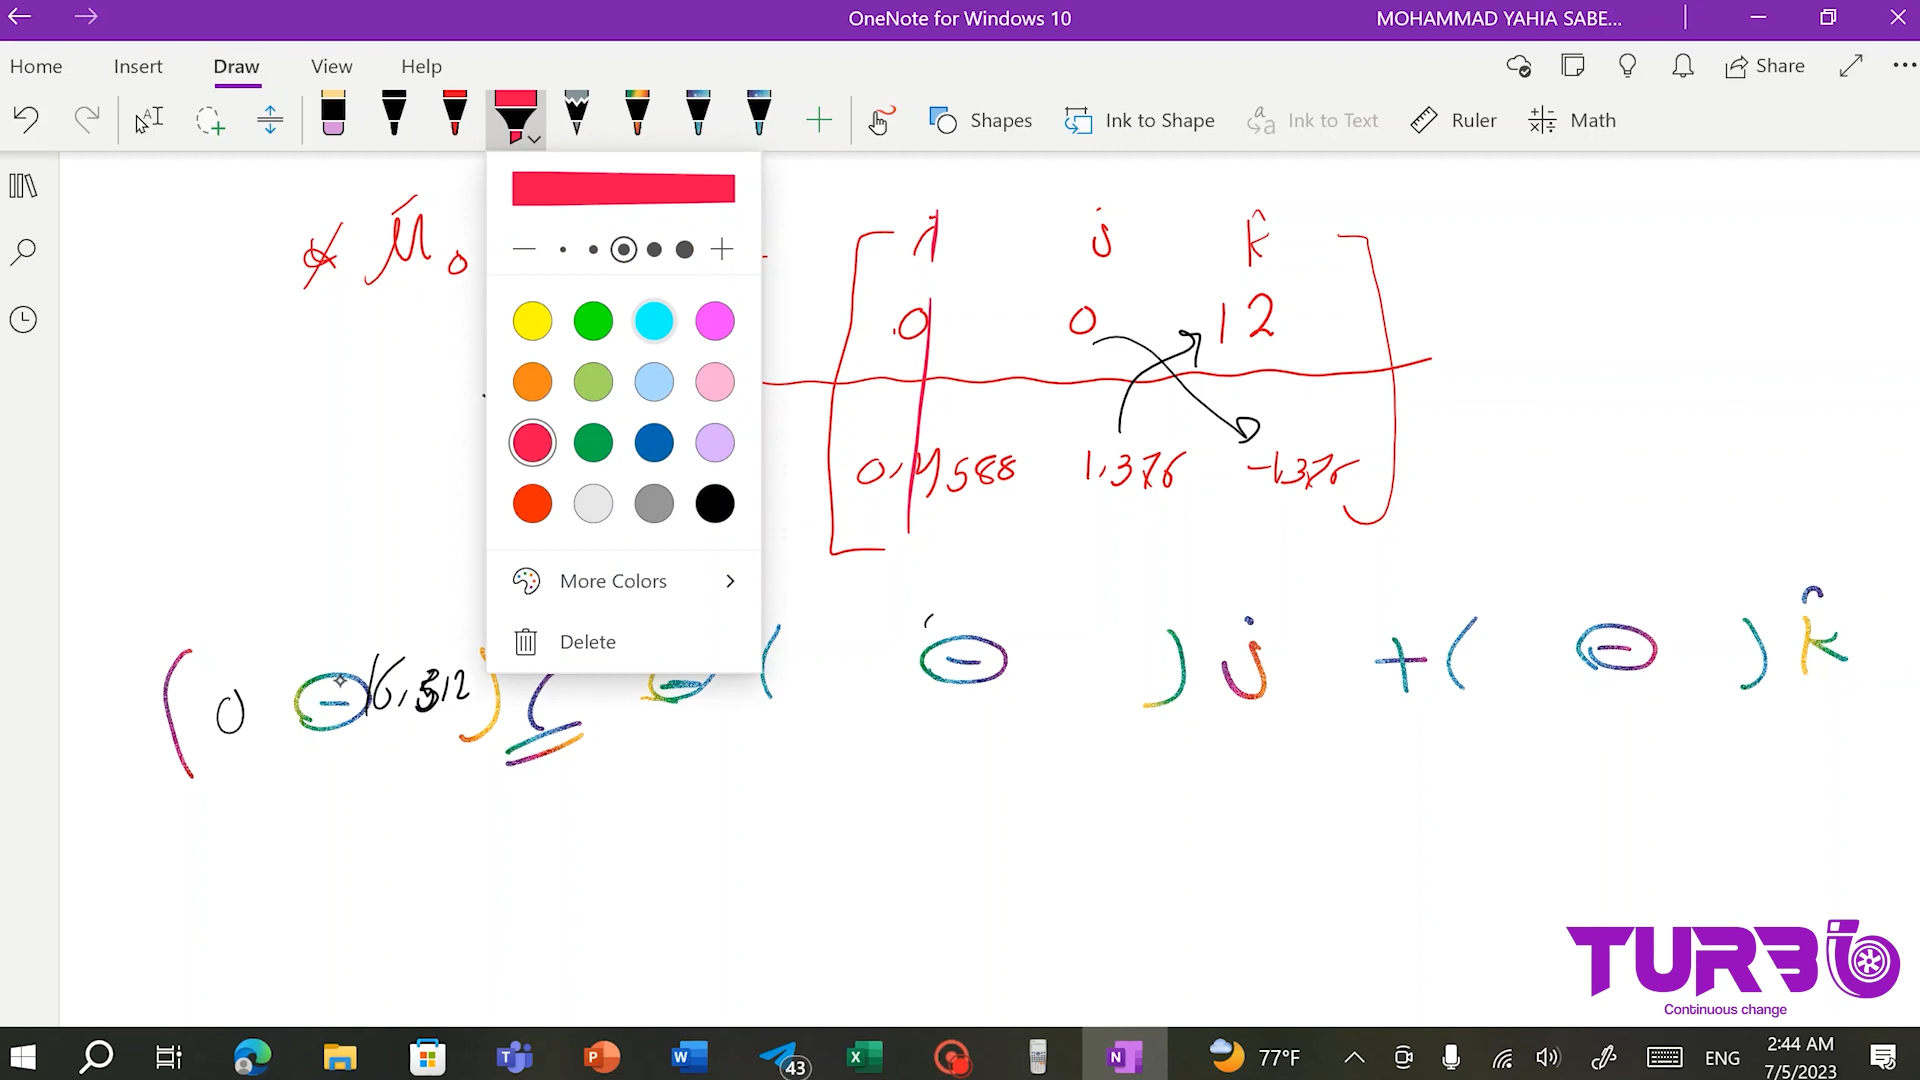 OneNote for Windows 10 MOHAMMAD YAHIA SABE...
Home Insert Draw View Help Share
Shapes Ink to Shape Ink to Text Ruler Math
M̄ o i j k̂
.0 0 12
0,4588 1,376 -1,376
More Colors
Delete
(0 - 16,512) i - ( - ) j + ( - ) k̂
TURBO
Continuous change
43 77°F ENG 2:44 AM
7/5/2023